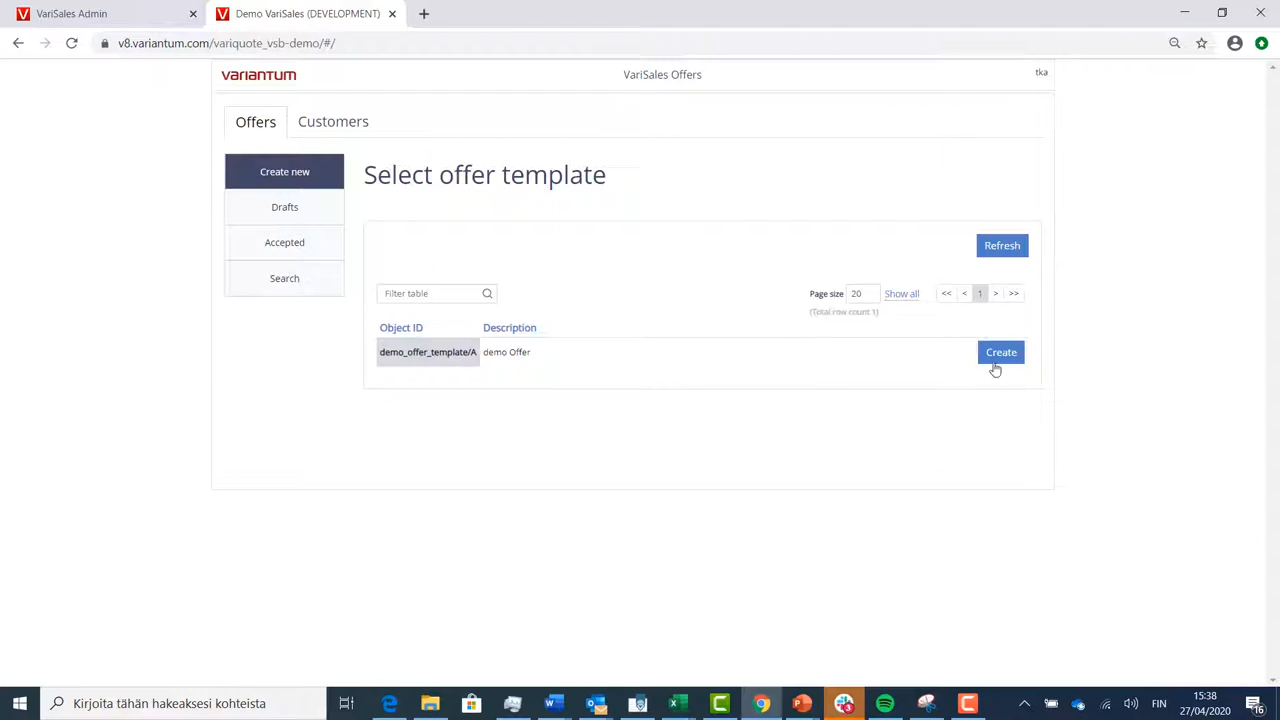 VariSales Admin
Demo VariSales (DEVELOPMENT)
v8.variantum.com/variquote_vsb-demo/#/
variantum
VariSales Offers
tka
Offers
Customers
Create new
Drafts
Accepted
Search
Select offer template
Refresh
Filter table
Page size 20 Show all << < 1 > >>
(Total row count 1)
Object ID Description
demo_offer_template/A demo Offer Create
Kirjoita tähän hakeaksesi kohteista
FIN
15:38
27/04/2020
16
3